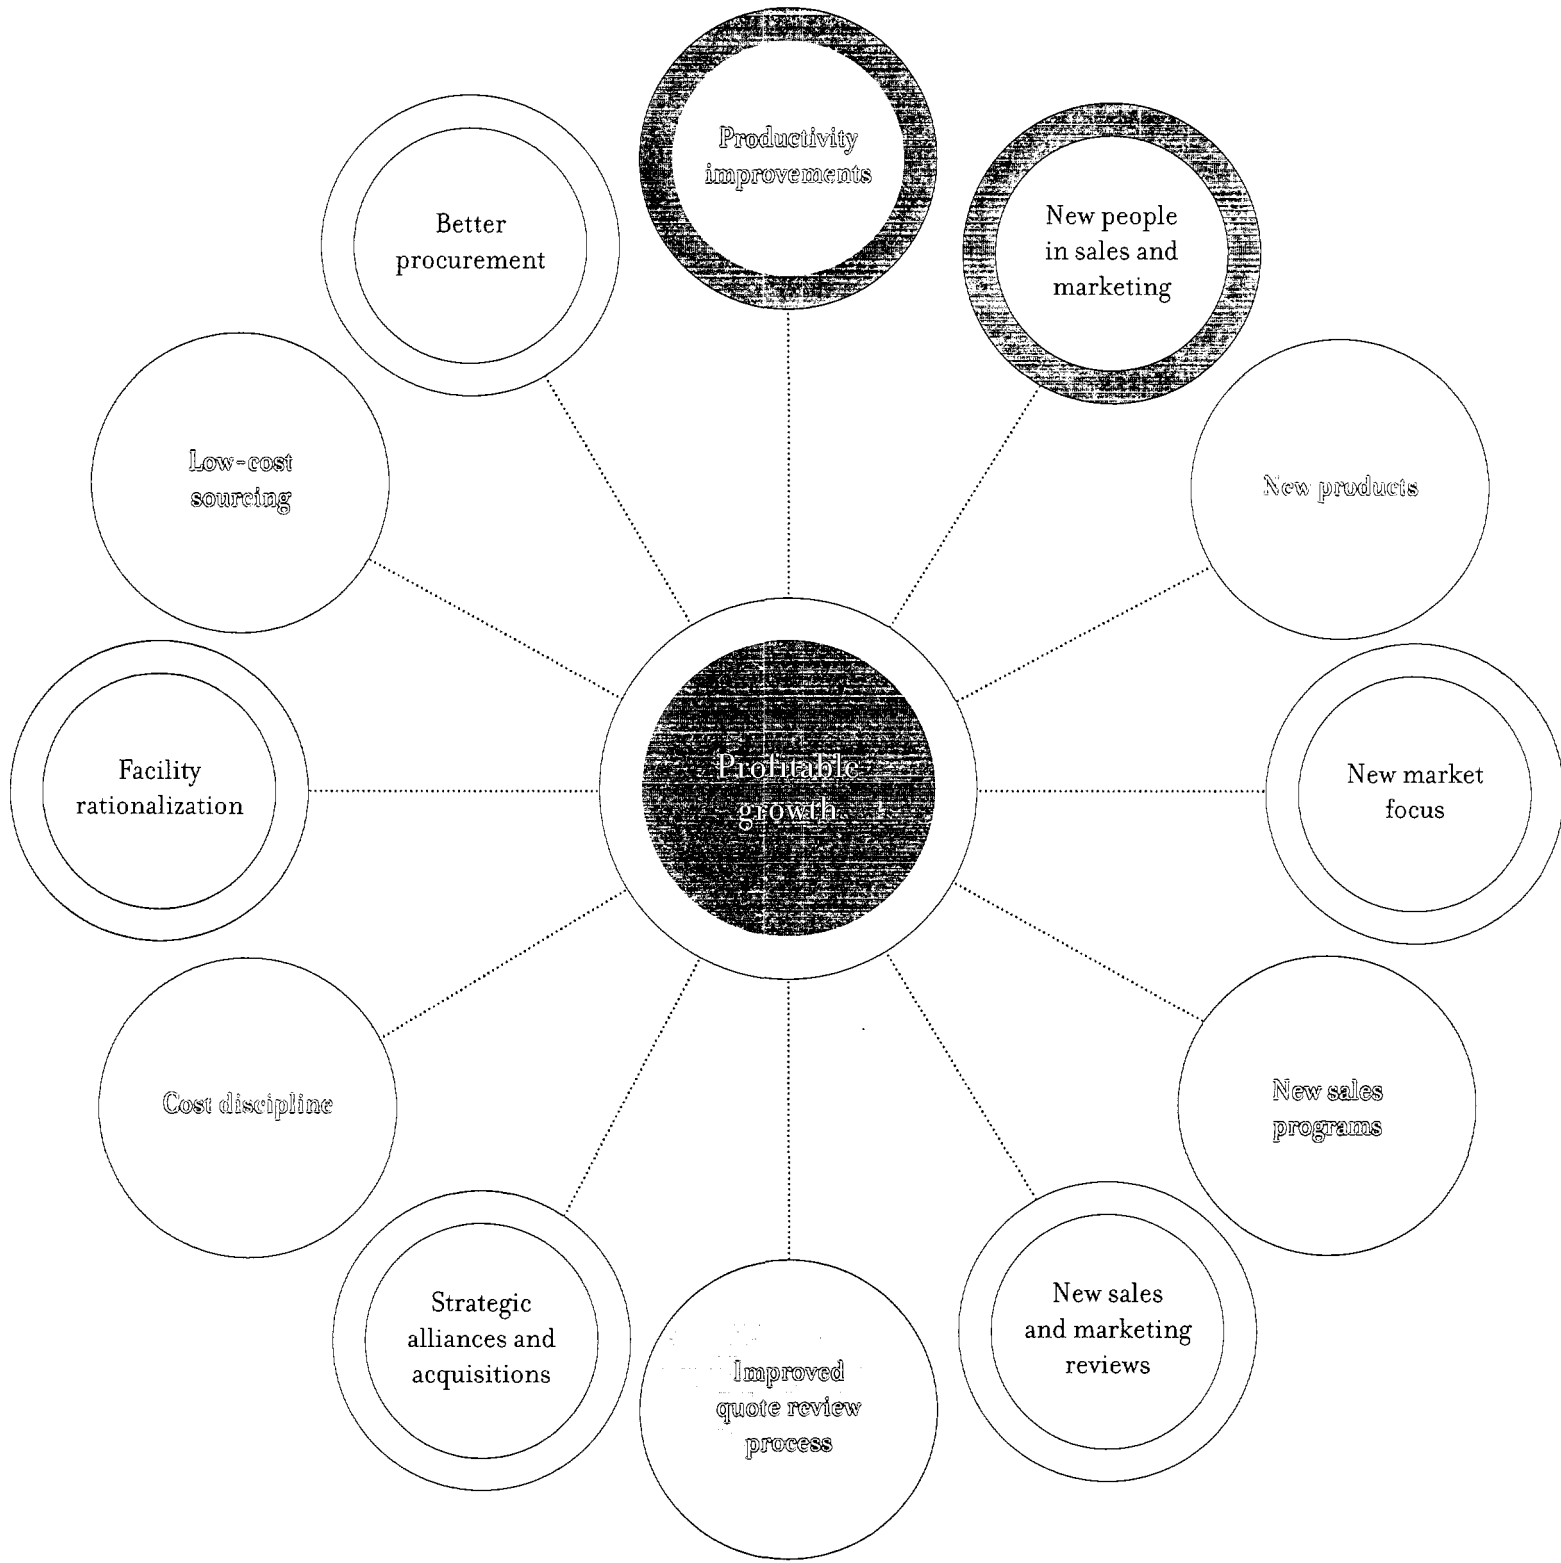 Productivity
improvements
New people
in sales and
marketing
New products
New market
focus
New sales
programs
New sales
and marketing
reviews
Improved
quote review
process
Strategic
alliances and
acquisitions
Cost discipline
Facility
rationalization
Low-cost
sourcing
Better
procurement
Profitable
growth